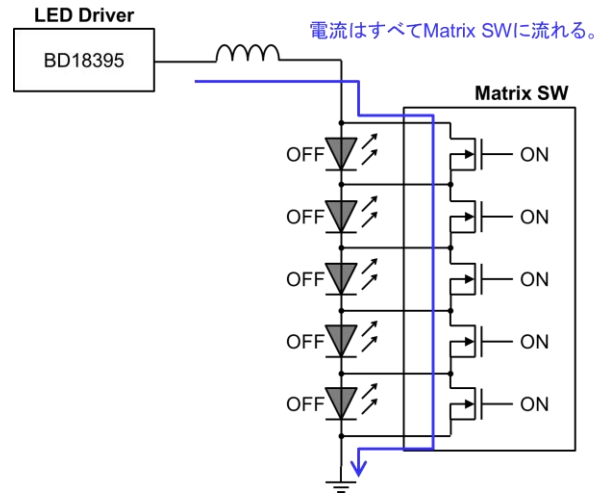 LED Driver
電流はすべてMatrix SWに流れる。
BD18395
Matrix SW
OFF ON
OFF ON
OFF ON
OFF ON
OFF ON